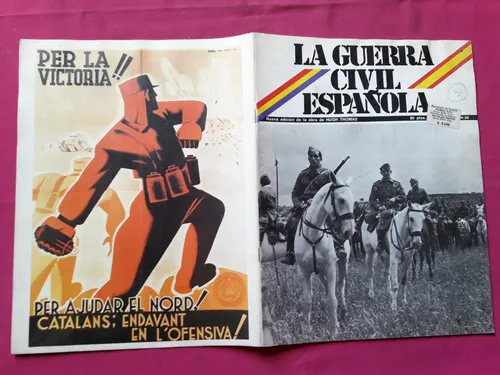 PER LA
VICTORIA!!
PER AJUDAR EL NORD!
CATALANS; ENDAVANT
EN L'OFENSIVA!
LA GUERRA
CIVIL
ESPAÑOLA
Nueva edición de la obra de HUGH THOMAS